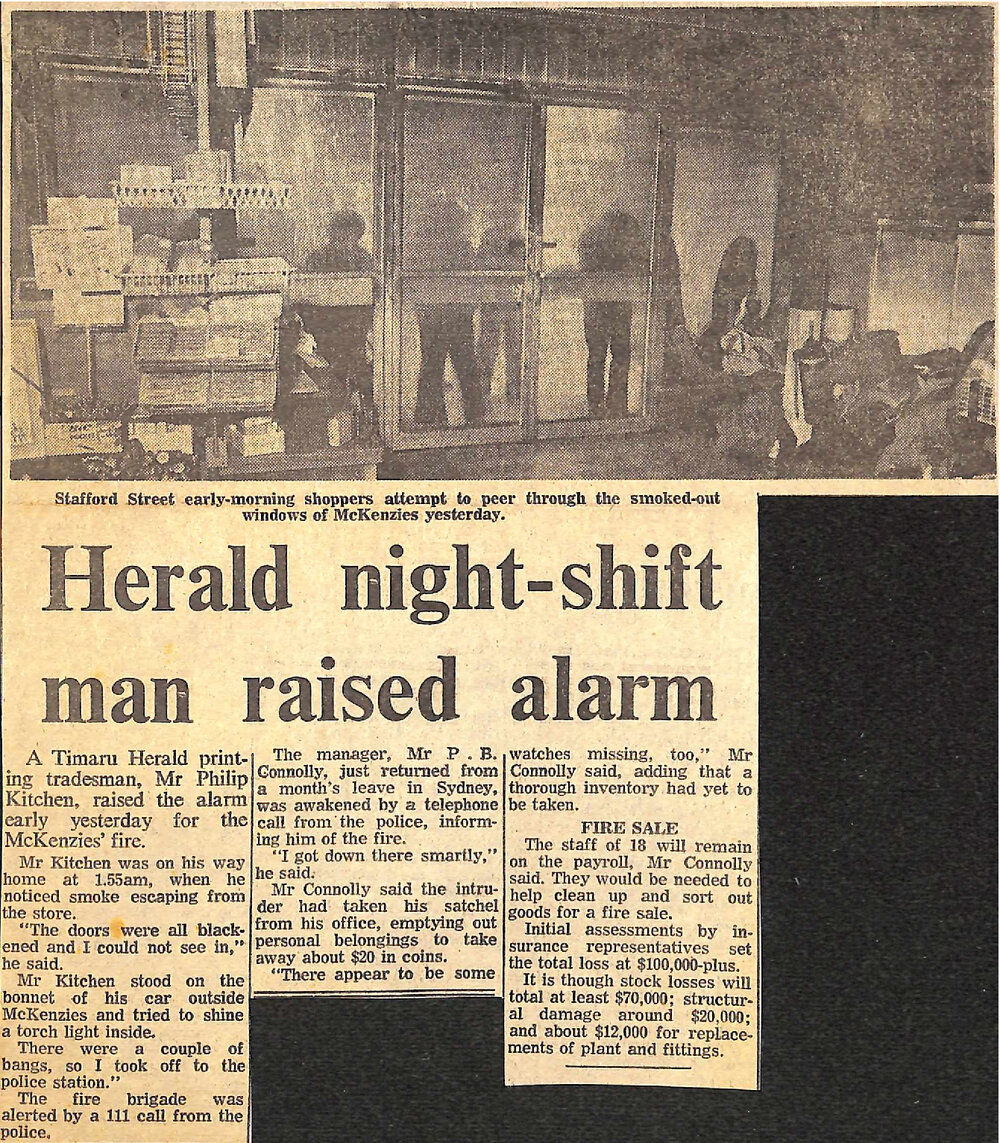 Stafford Street early-morning shoppers attempt to peer through the smoked-out
windows of McKenzies yesterday.
Herald night-shift
man raised alarm
A Timaru Herald print-
ing tradesman, Mr Philip
Kitchen, raised the alarm
early yesterday for the
McKenzies' fire.
Mr Kitchen was on his way
home at 1.55am, when he
noticed smoke escaping from
the store.
"The doors were all black-
ened and I could not see in,"
he said.
Mr Kitchen stood on the
bonnet of his car outside
McKenzies and tried to shine
a torch light inside.
There were a couple of
bangs, so I took off to the
police station."
The fire brigade was
alerted by a 111 call from the
police.
The manager, Mr P . B.
Connolly, just returned from
a month's leave in Sydney,
was awakened by a telephone
call from the police, inform-
ing him of the fire.
"I got down there smartly,"
he said.
Mr Connolly said the intru-
der had taken his satchel
from his office, emptying out
personal belongings to take
away about $20 in coins.
"There appear to be some
watches missing, too," Mr
Connolly said, adding that a
thorough inventory had yet to
be taken.
FIRE SALE
The staff of 18 will remain
on the payroll, Mr Connolly
said. They would be needed to
help clean up and sort out
goods for a fire sale.
Initial assessments by in-
surance representatives set
the total loss at $100,000-plus.
It is though stock losses will
total at least $70,000; structur-
al damage around $20,000;
and about $12,000 for replace-
ments of plant and fittings.